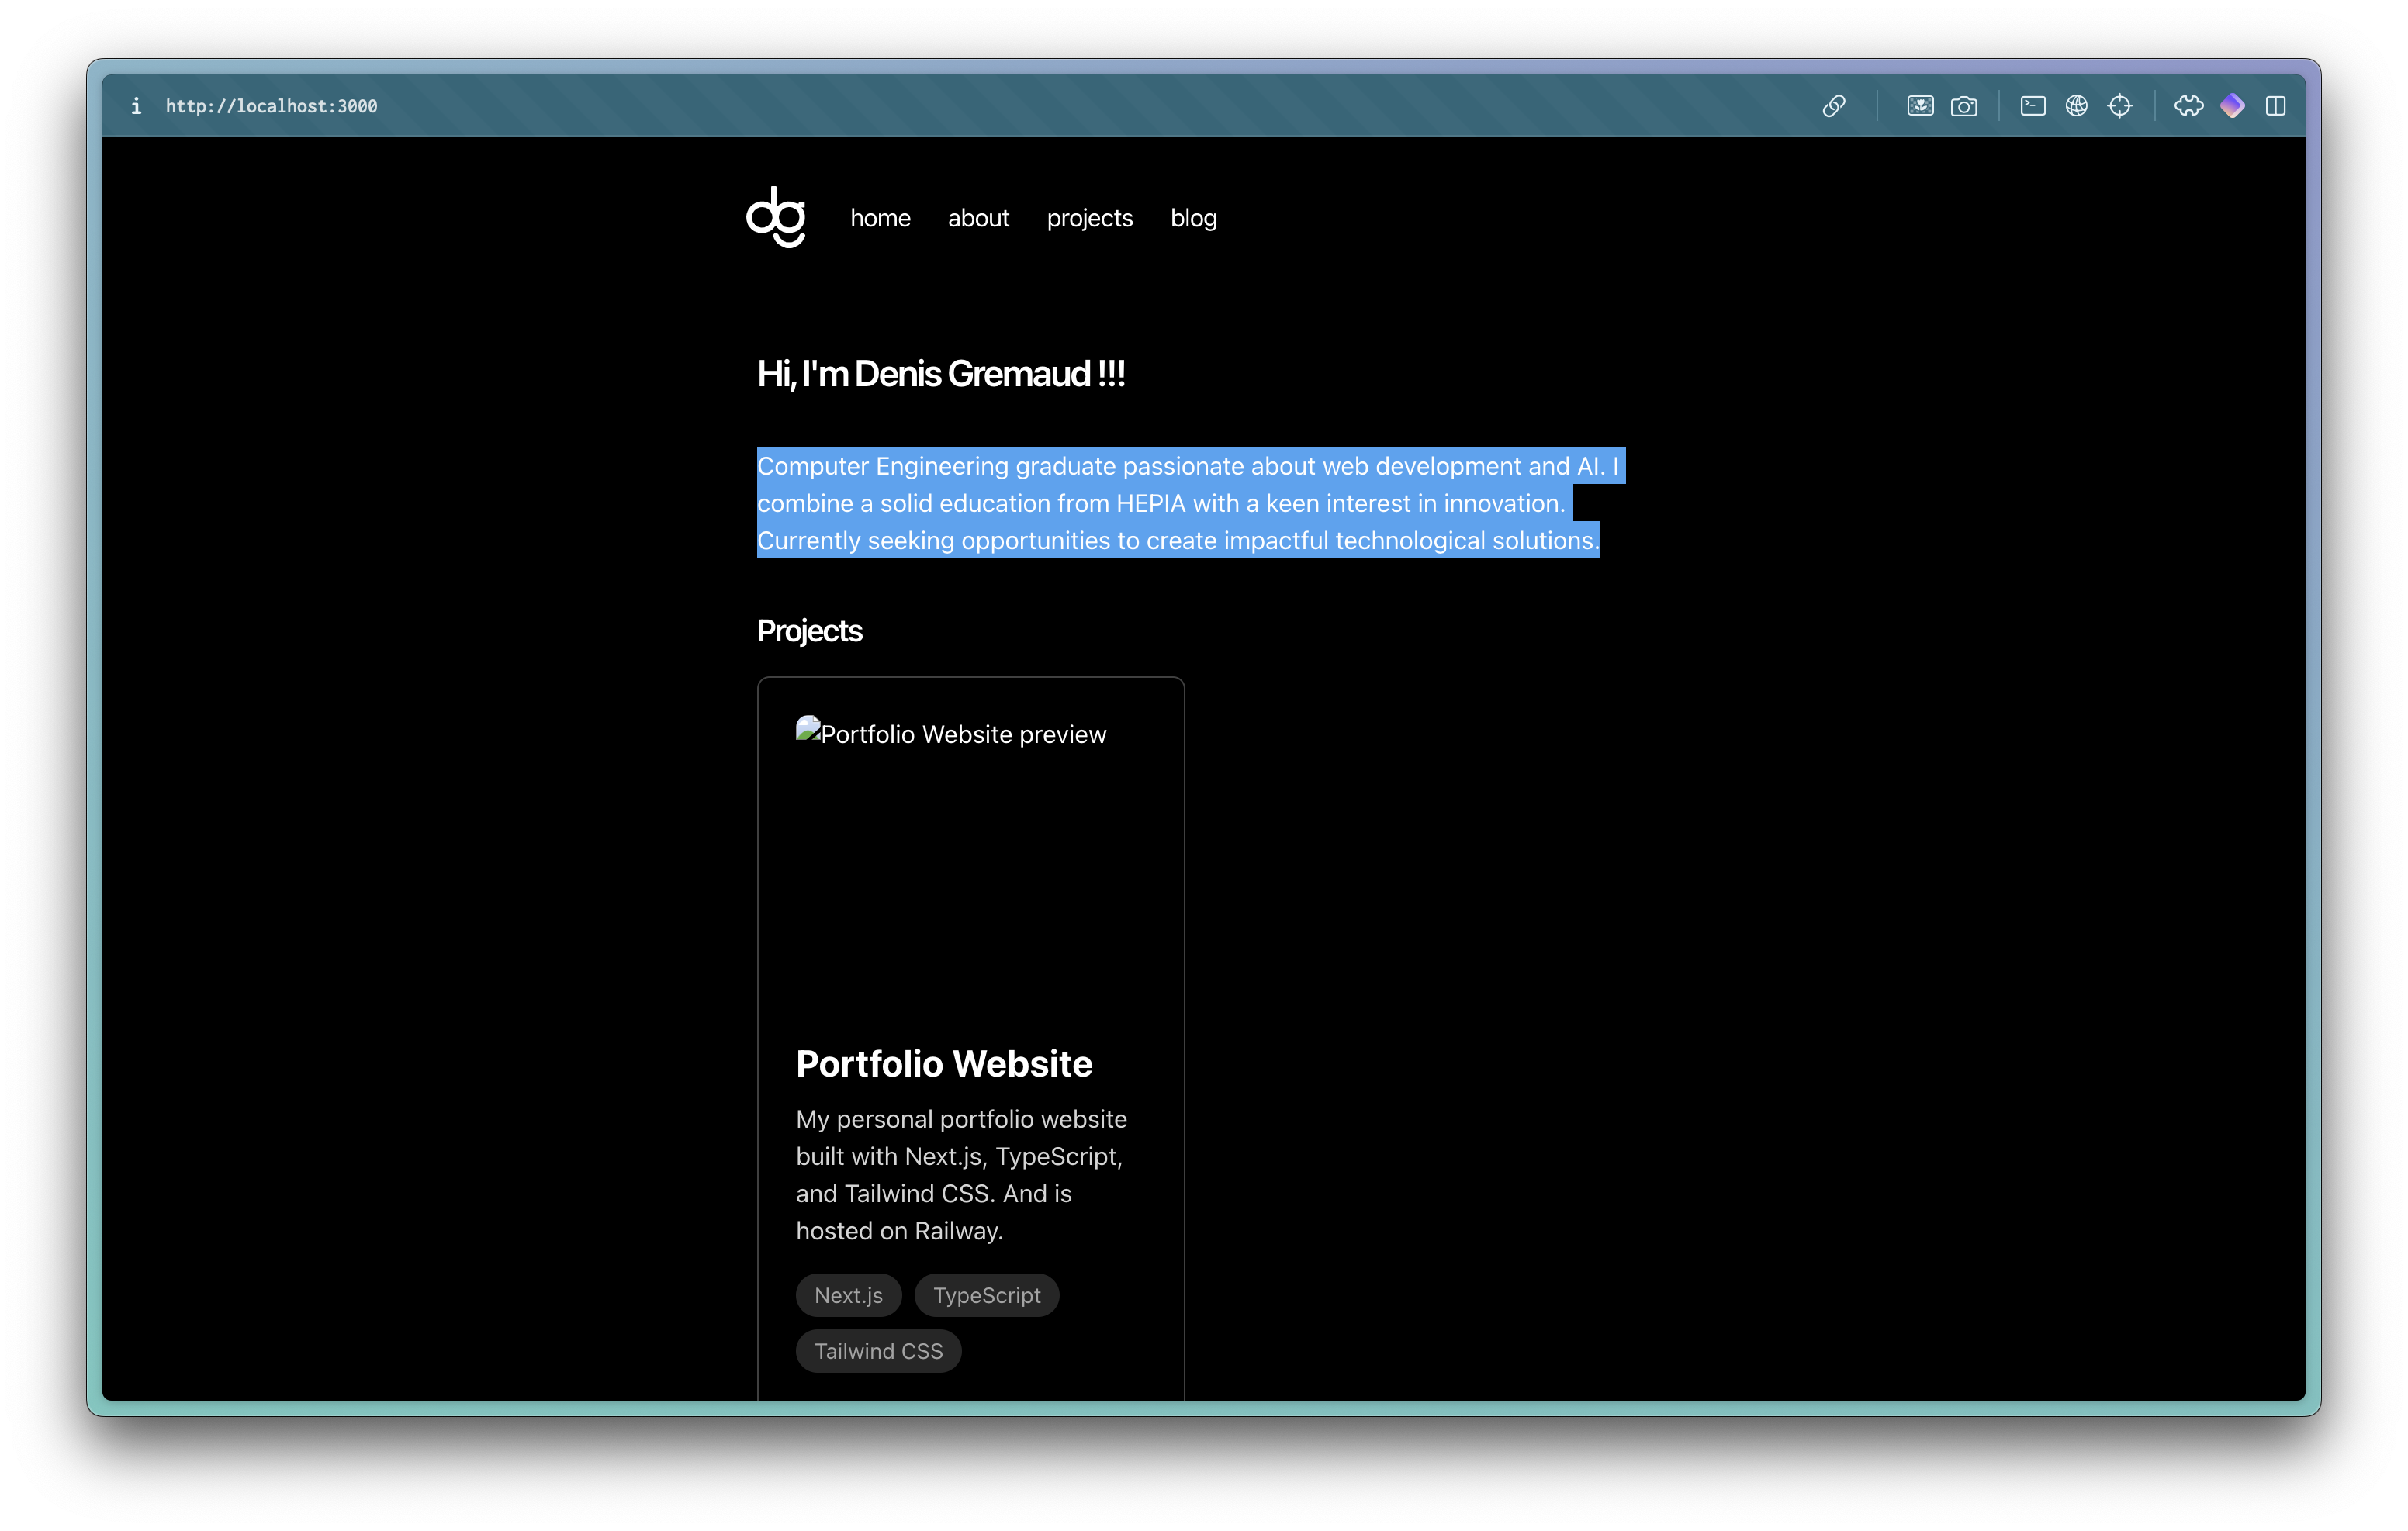 i http://localhost:3000
dg home about projects blog
Hi, I'm Denis Gremaud !!!
Computer Engineering graduate passionate about web development and AI. I
combine a solid education from HEPIA with a keen interest in innovation.
Currently seeking opportunities to create impactful technological solutions.
Projects
Portfolio Website preview
Portfolio Website
My personal portfolio website
built with Next.js, TypeScript,
and Tailwind CSS. And is
hosted on Railway.
Next.js TypeScript
Tailwind CSS